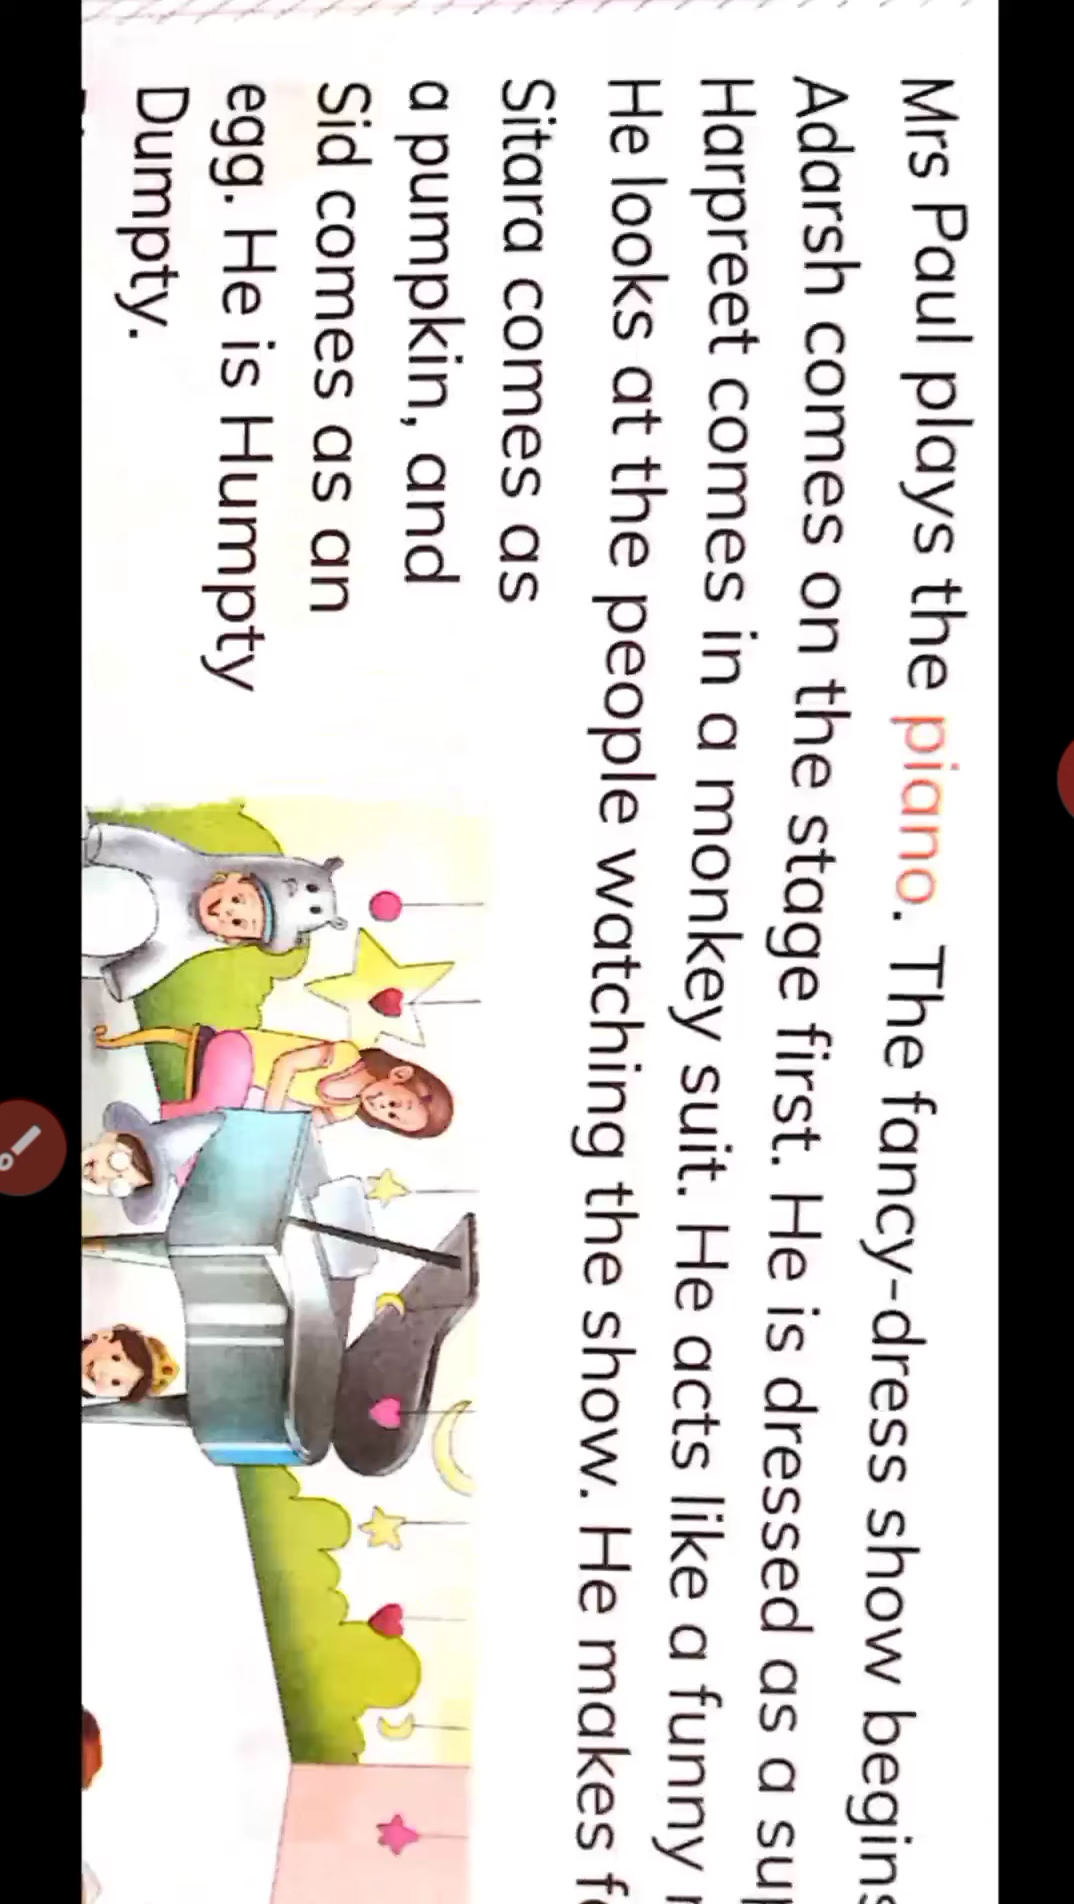 Mrs Paul plays the piano. The fancy-dress show begins
Adarsh comes on the stage first. He is dressed as a
Harpreet comes in a monkey suit. He acts like a funny
He looks at the people watching the show. He makes
Sitara comes as
a pumpkin, and
Sid comes as an
egg. He is Humpty
Dumpty.